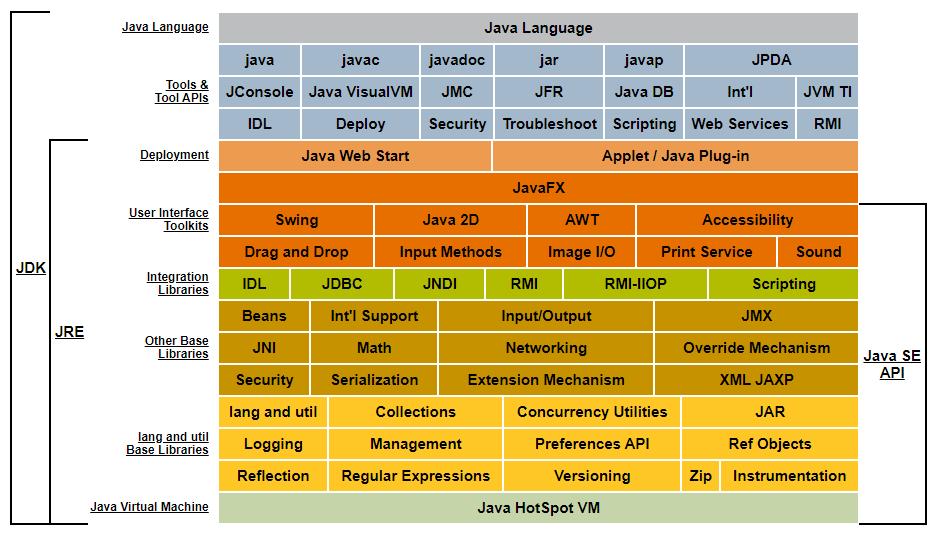 Java Language
Java Language
java javac javadoc jar javap JPDA
Tools &
Tool APIs
JConsole Java VisualVM JMC JFR Java DB Int'l JVM TI
IDL Deploy Security Troubleshoot Scripting Web Services RMI
Deployment
Java Web Start Applet / Java Plug-in
JavaFX
User Interface
Toolkits
Swing Java 2D AWT Accessibility
Drag and Drop Input Methods Image I/O Print Service Sound
Integration
Libraries
IDL JDBC JNDI RMI RMI-IIOP Scripting
JDK
JRE
Other Base
Libraries
Beans Int'l Support Input/Output JMX
JNI Math Networking Override Mechanism
Security Serialization Extension Mechanism XML JAXP
Java SE
API
lang and util
Base Libraries
lang and util Collections Concurrency Utilities JAR
Logging Management Preferences API Ref Objects
Reflection Regular Expressions Versioning Zip Instrumentation
Java Virtual Machine
Java HotSpot VM